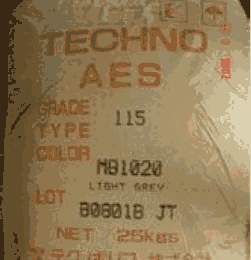 TECHNO
AES
GRADE
TYPE 115
COLOR
MB1020
LIGHT GREY
LOT
B0801B JT
NET 25kgs